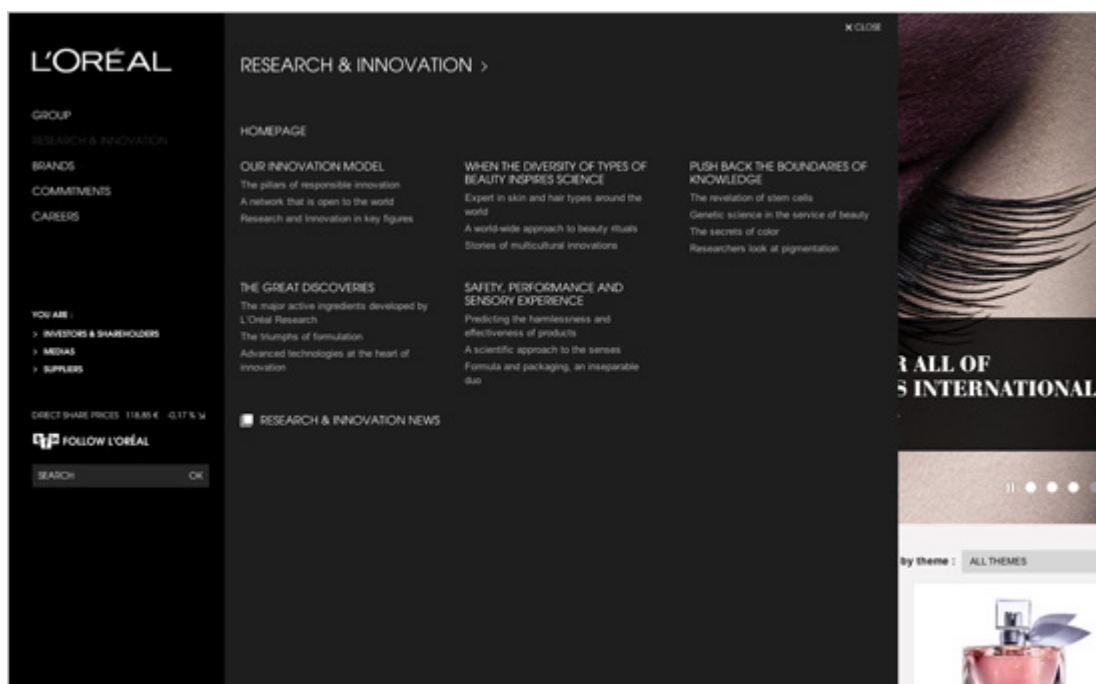 L'ORÉAL
GROUP
RESEARCH & INNOVATION
BRANDS
COMMITMENTS
CAREERS
YOU ARE :
> INVESTORS & SHAREHOLDERS
> MEDIAS
> SUPPLIERS
DIRECT SHARE PRICES 118.85 € -0,17 %
FOLLOW L'ORÉAL
SEARCH OK
× CLOSE
RESEARCH & INNOVATION >
HOMEPAGE
OUR INNOVATION MODEL
The pillars of responsible innovation
A network that is open to the world
Research and Innovation in key figures
WHEN THE DIVERSITY OF TYPES OF
BEAUTY INSPIRES SCIENCE
Expert in skin and hair types around the
world
A world-wide approach to beauty rituals
Stories of multicultural innovations
PUSH BACK THE BOUNDARIES OF
KNOWLEDGE
The revelation of stem cells
Genetic science in the service of beauty
The secrets of color
Researchers look at pigmentation
THE GREAT DISCOVERIES
The major active ingredients developed by
L'Oréal Research
The triumphs of formulation
Advanced technologies at the heart of
innovation
SAFETY, PERFORMANCE AND
SENSORY EXPERIENCE
Predicting the harmlessness and
effectiveness of products
A scientific approach to the senses
Formula and packaging, an inseparable
duo
RESEARCH & INNOVATION NEWS
R ALL OF
S INTERNATIONAL
by theme : ALL THEMES